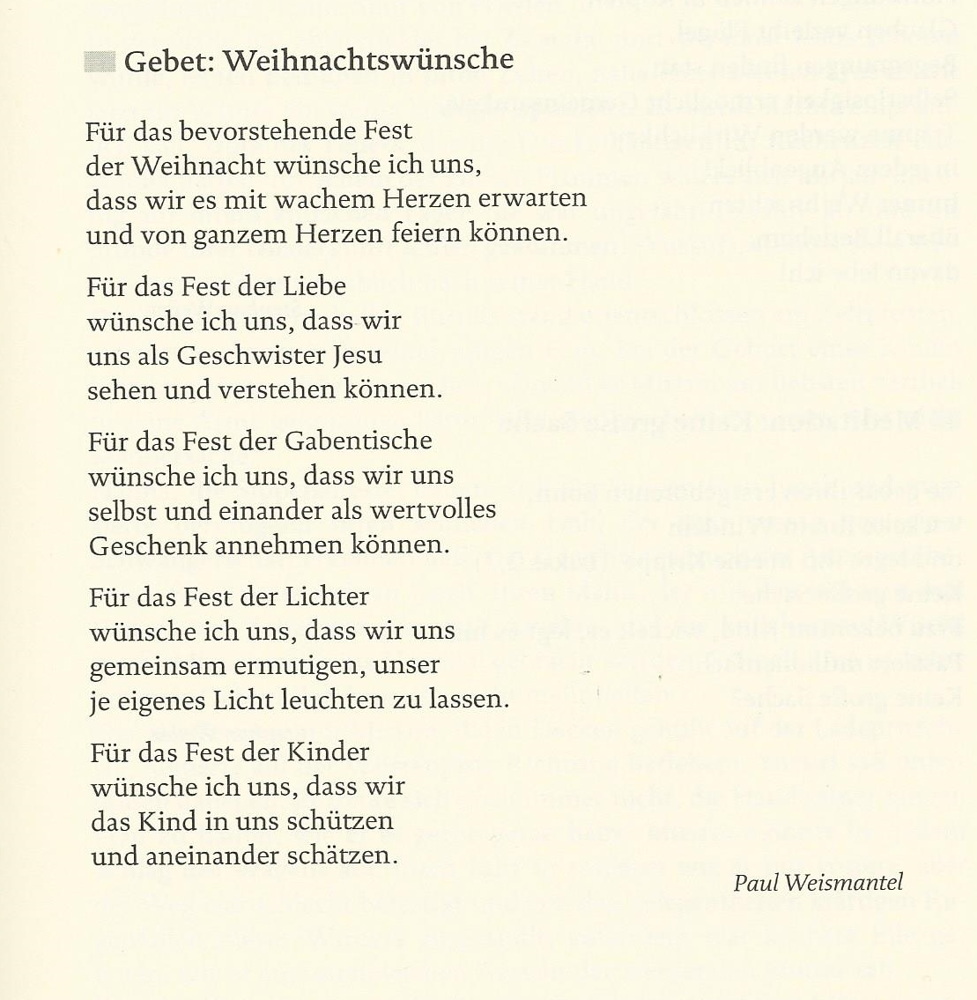 Gebet: Weihnachtswünsche
Für das bevorstehende Fest
der Weihnacht wünsche ich uns,
dass wir es mit wachem Herzen erwarten
und von ganzem Herzen feiern können.
Für das Fest der Liebe
wünsche ich uns, dass wir
uns als Geschwister Jesu
sehen und verstehen können.
Für das Fest der Gabentische
wünsche ich uns, dass wir uns
selbst und einander als wertvolles
Geschenk annehmen können.
Für das Fest der Lichter
wünsche ich uns, dass wir uns
gemeinsam ermutigen, unser
je eigenes Licht leuchten zu lassen.
Für das Fest der Kinder
wünsche ich uns, dass wir
das Kind in uns schützen
und aneinander schätzen.
Paul Weismantel